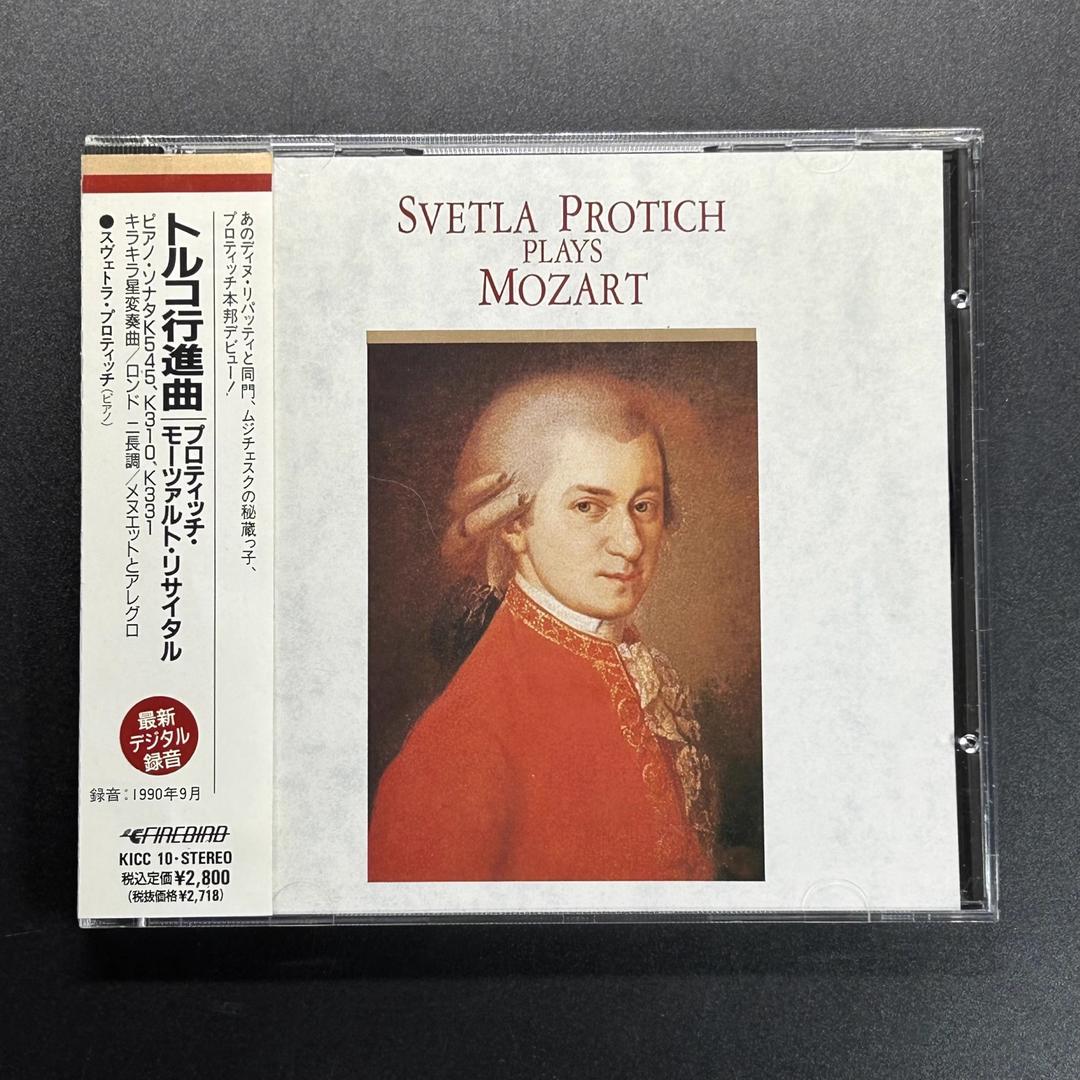 SVETLA PROTICH
PLAYS
MOZART
あのディヌ・リパッティと同門、ムジチェスクの秘蔵っ子、
プロティッチ本邦デビュー！
トルコ行進曲
プロティッチ・
モーツァルト・リサイタル
ピアノ・ソナタK545、K310、K331
キラキラ星変奏曲／ロンド ニ長調／メヌエットとアレグロ
●スヴェトラ・プロティッチ（ピアノ）
最新
デジタル
録音
録音：1990年9月
FIREBIRD
KICC 10・STEREO
税込定価¥2,800
(税抜価格¥2,718)